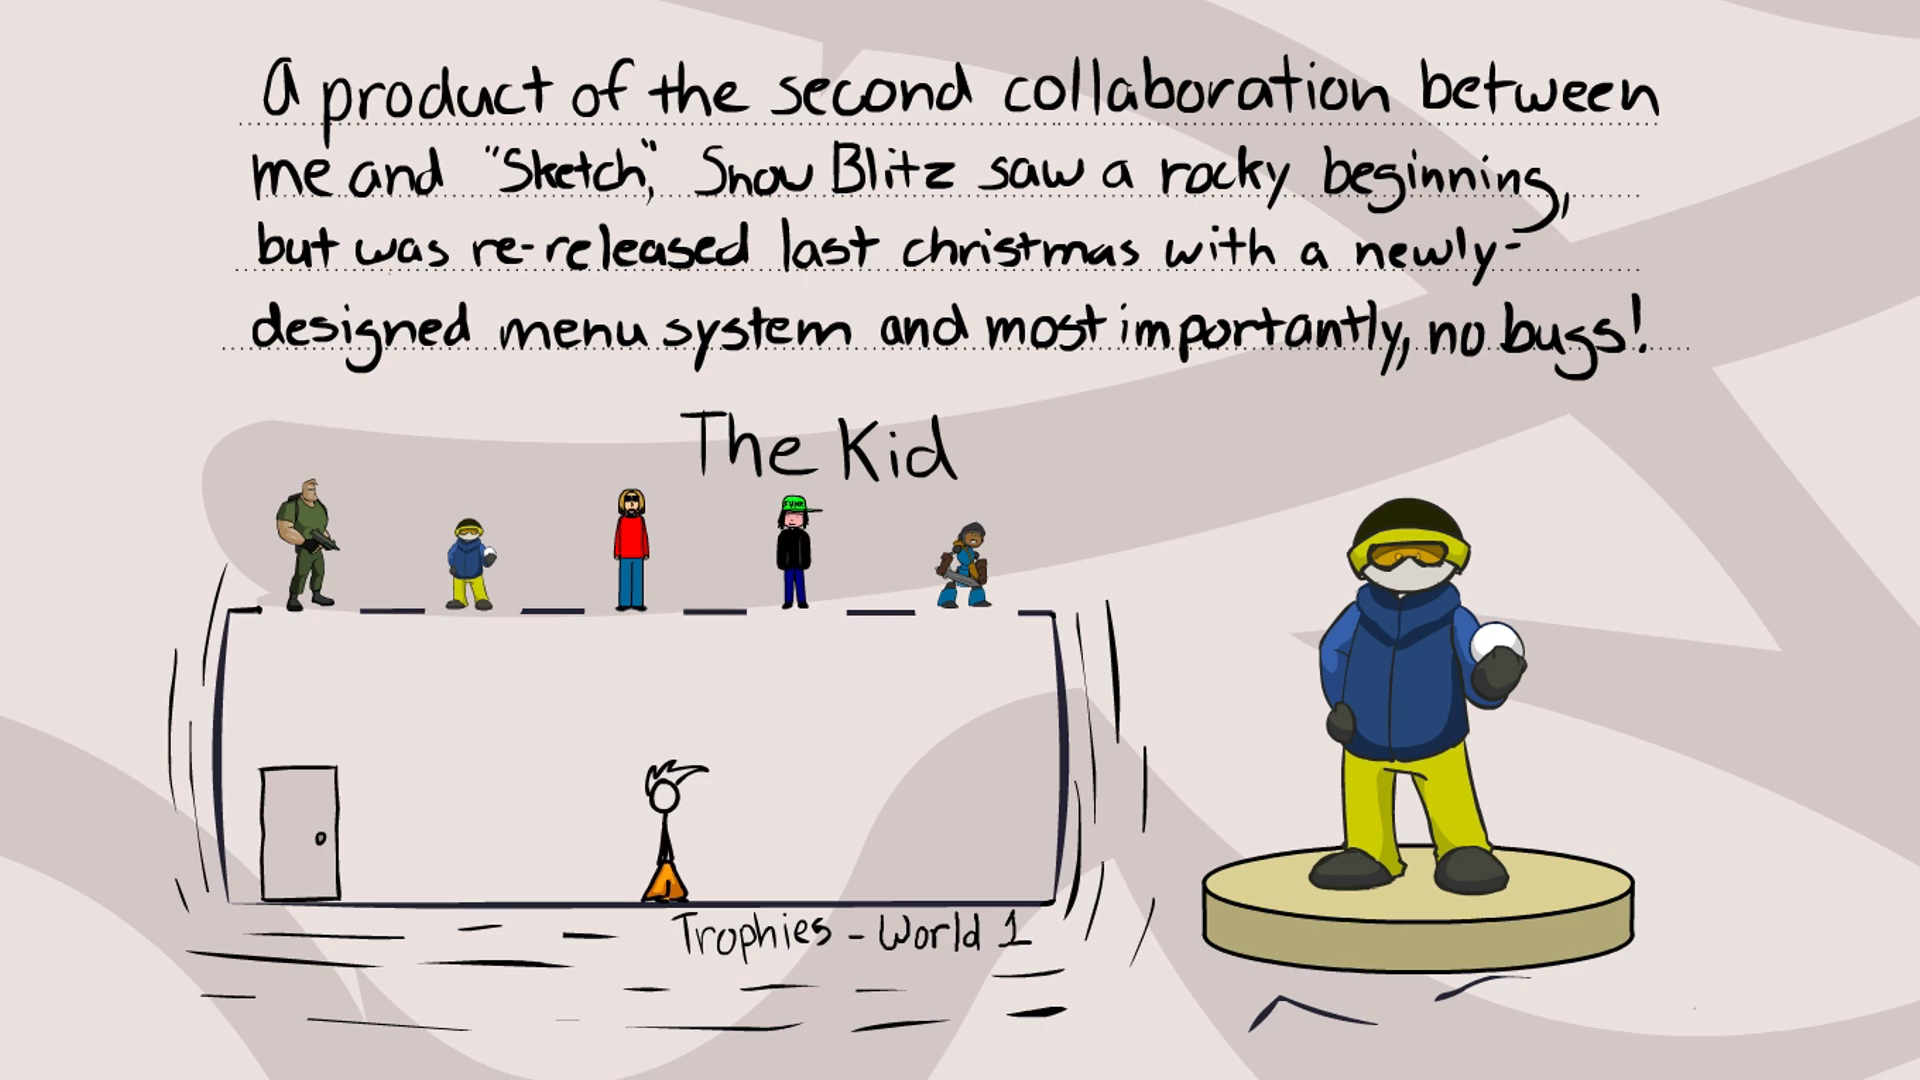 A product of the second collaboration between
me and "Sketch," Snow Blitz saw a rocky beginning,
but was re-released last christmas with a newly-
designed menu system and most importantly, no bugs!
The Kid
Trophies - World 1